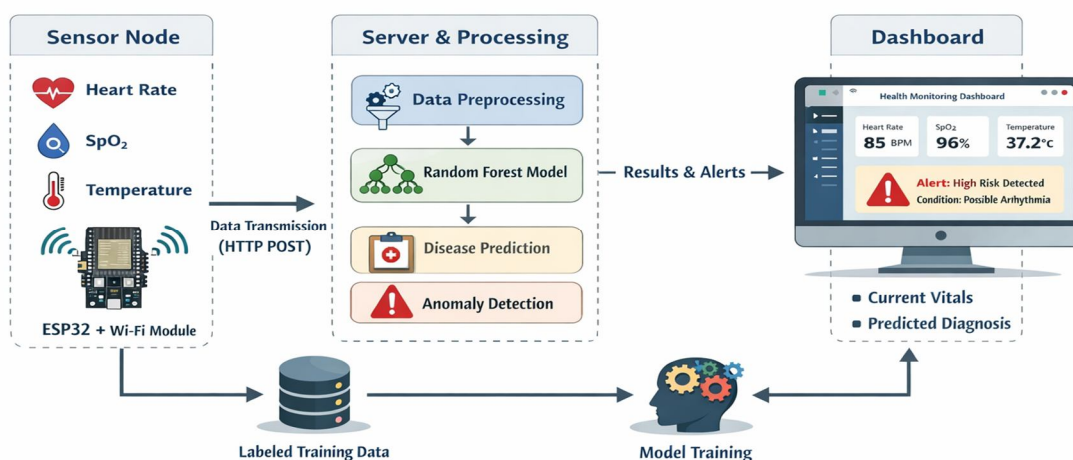 Sensor Node
Heart Rate
SpO₂
Temperature
ESP32 + Wi-Fi Module
Data Transmission
(HTTP POST)
Server & Processing
Data Preprocessing
Random Forest Model
Disease Prediction
Anomaly Detection
Results & Alerts
Dashboard
Health Monitoring Dashboard
Heart Rate
85 BPM
SpO₂
96%
Temperature
37.2°C
Alert: High Risk Detected
Condition: Possible Arrhythmia
Current Vitals
Predicted Diagnosis
Labeled Training Data
Model Training